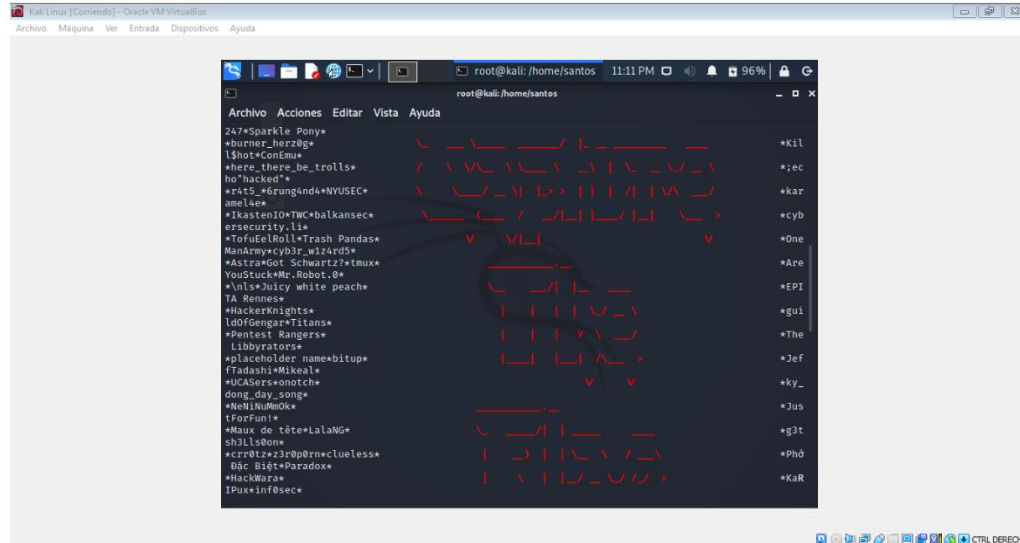 Kali Linux [Corriendo] - Oracle VM VirtualBox
Archivo Máquina Ver Entrada Dispositivos Ayuda
root@kali: /home/santos 11:11 PM 96%
root@kali:/home/santos
Archivo Acciones Editar Vista Ayuda
247*Sparkle Pony*
*burner_herz0g* *Kil
l$hot*ConEmu*
*here_there_be_trolls* *;ec
ho"hacked"*
*r4t5_*6rung4nd4*NYUSEC* *kar
amel4e*
*IkastenIO*TWC*balkansec* *cyb
ersecurity.li*
*TofuEelRoll*Trash Pandas* *One
ManArmy*cyb3r_w1z4rd5*
*Astra*Got Schwartz?*tmux* *Are
YouStuck*Mr.Robot.0*
*\nls*Juicy white peach* *EPI
TA Rennes*
*HackerKnights* *gui
ldOfGengar*Titans*
*Pentest Rangers* *The
Libbyrators*
*placeholder name*bitup* *Jef
fTadashi*Mikeal*
*UCASers*onotch* *ky_
dong_day_song*
*NeNiNuMmOk* *Jus
tForFun!*
*Maux de tête*LalaNG* *g3t
sh3Lls0on*
*crr0tz*z3r0p0rn*clueless* *Phở
Đặc Biệt*Paradox*
*HackWara* *KaR
IPux*inf0sec*
CTRL DERECH